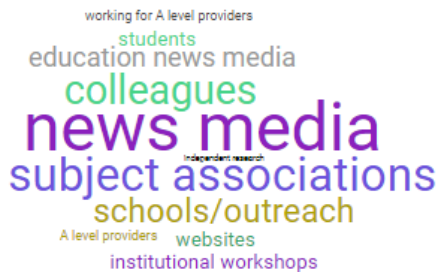 working for A level providers
students
education news media
colleagues
news media
Independent research
subject associations
schools/outreach
A level providers
websites
institutional workshops